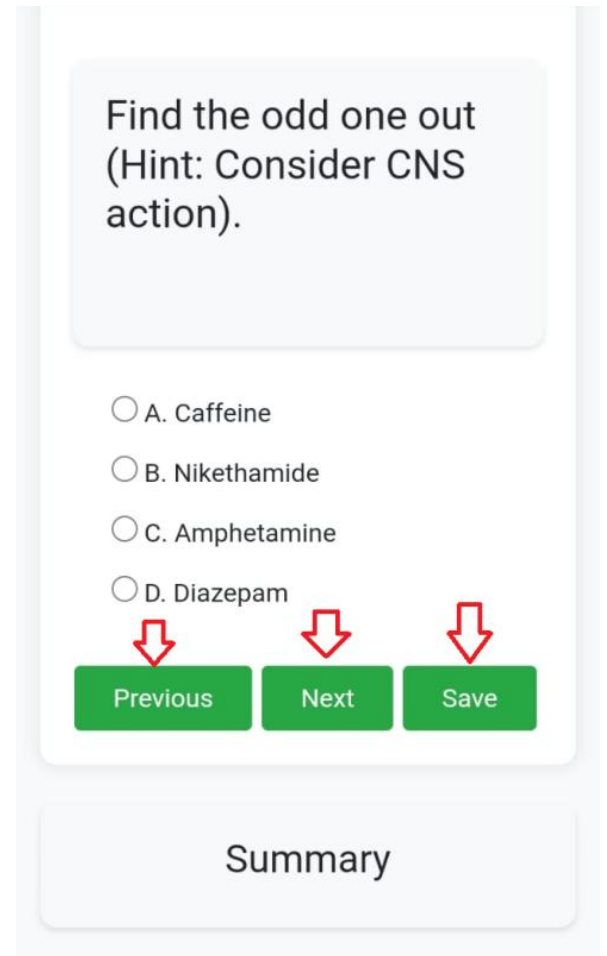 Find the odd one out
(Hint: Consider CNS
action).
A. Caffeine
B. Nikethamide
C. Amphetamine
D. Diazepam
Previous Next Save
Summary